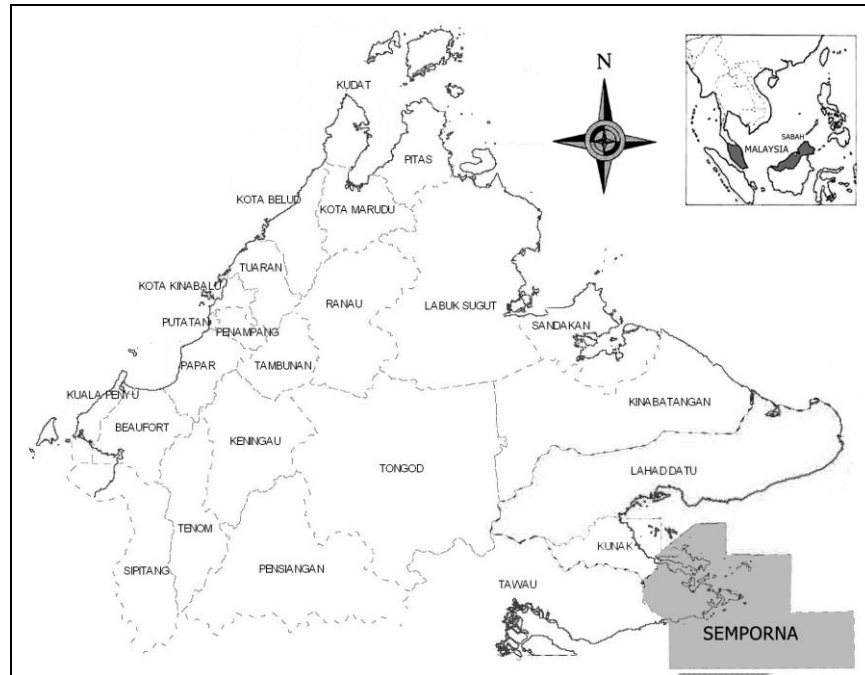 N
KUDAT
SABAH
MALAYSIA
PITAS
KOTA BELUD
KOTA MARUDU
TUARAN
KOTA KINABALU
RANAU
LABUK SUGUT
PUTATAN
PENAMPANG
SANDAKAN
PAPAR
TAMBUNAN
KUALA PENYU
KINABATANGAN
BEAUFORT
KENINGAU
TONGOD
LAHAD DATU
TENOM
KUNAK
SIPITANG
PENSIANGAN
TAWAU
SEMPORNA